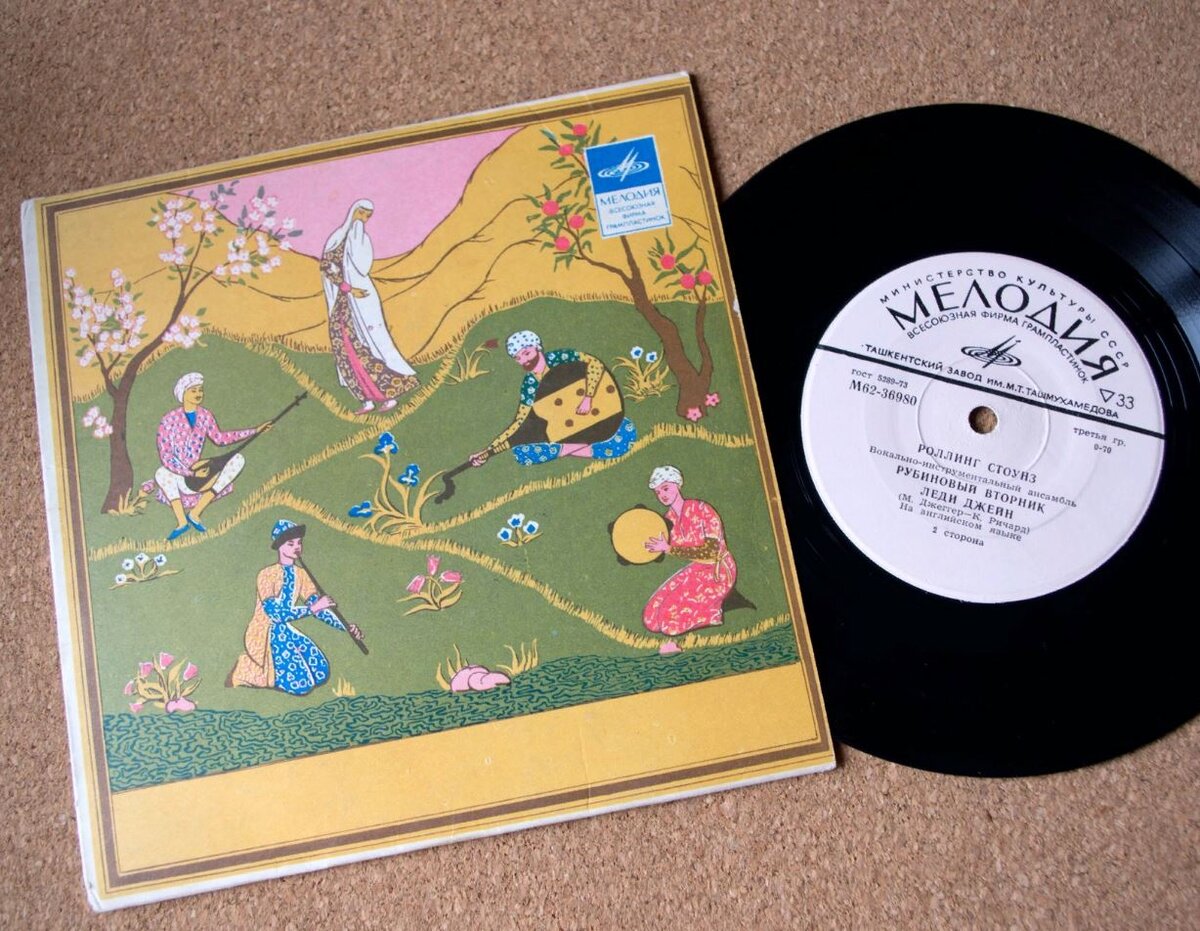 МЕЛОДИЯ
ВСЕСОЮЗНАЯ
ФИРМА
ГРАМПЛАСТИНОК
МИНИСТЕРСТВО КУЛЬТУРЫ СССР
МЕЛОДИЯ
ВСЕСОЮЗНАЯ ФИРМА ГРАМПЛАСТИНОК
ТАШКЕНТСКИЙ ЗАВОД ИМ. М.Т. ТАШМУХАМЕДОВА
33
ГОСТ 5289-73
М62-36980
третья гр.
0-70
РОЛЛИНГ СТОУНЗ
Вокально-инструментальный ансамбль
РУБИНОВЫЙ ВТОРНИК
ЛЕДИ ДЖЕЙН
(М. Джеггер—К. Ричард)
На английском языке
2 сторона